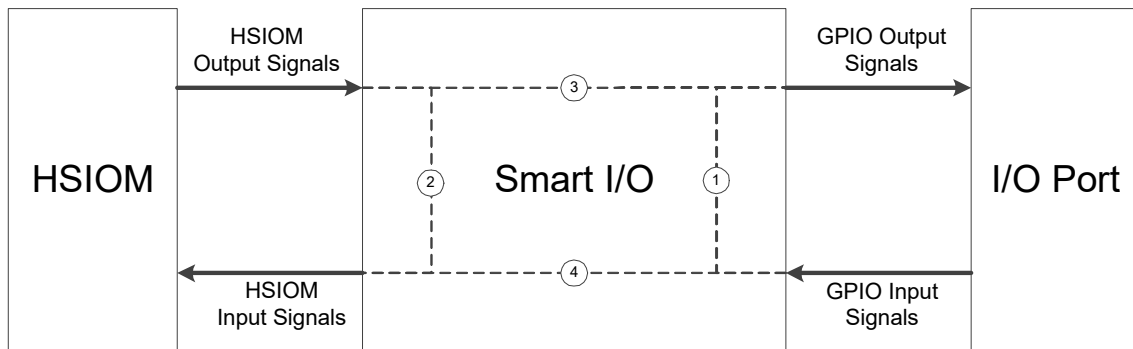 HSIOM
Output Signals
GPIO Output
Signals
3
HSIOM
2
Smart I/O
1
I/O Port
4
HSIOM
Input Signals
GPIO Input
Signals